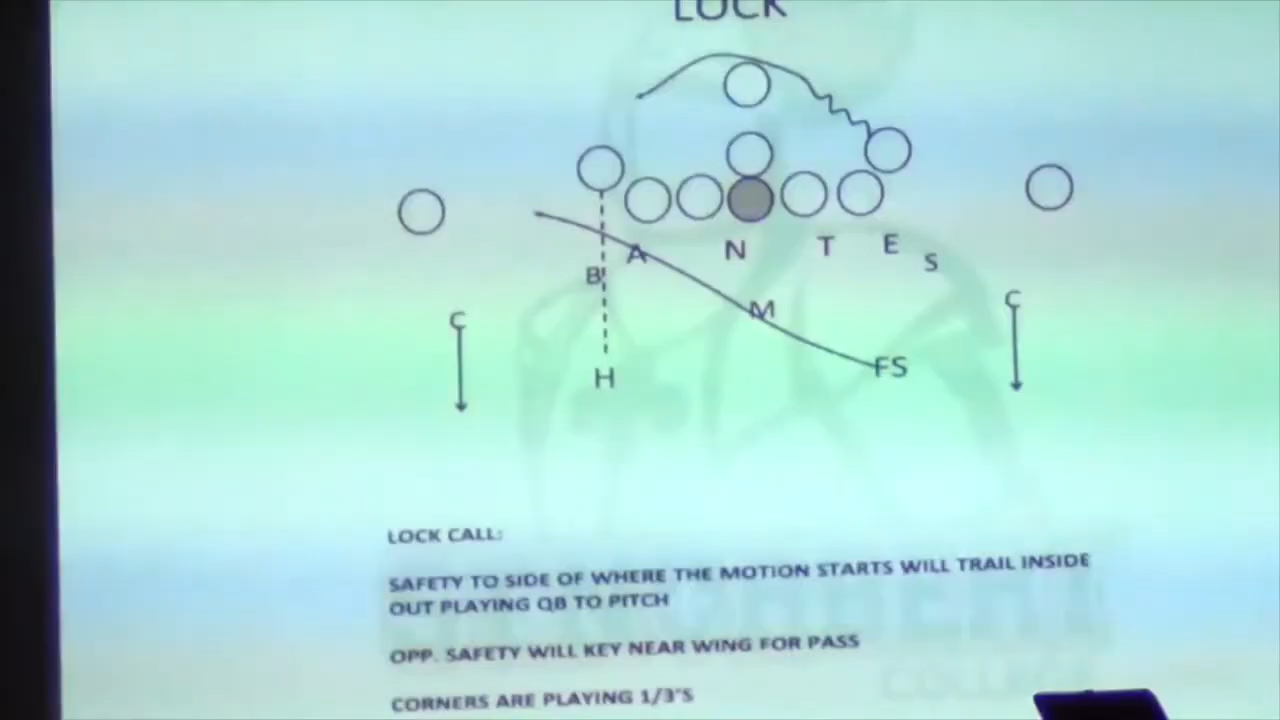 LOCK
A N T E
B S
M
C C
H FS
LOCK CALL:
SAFETY TO SIDE OF WHERE THE MOTION STARTS WILL TRAIL INSIDE
OUT PLAYING QB TO PITCH
OPP. SAFETY WILL KEY NEAR WING FOR PASS
CORNERS ARE PLAYING 1/3'S
COLLEGE